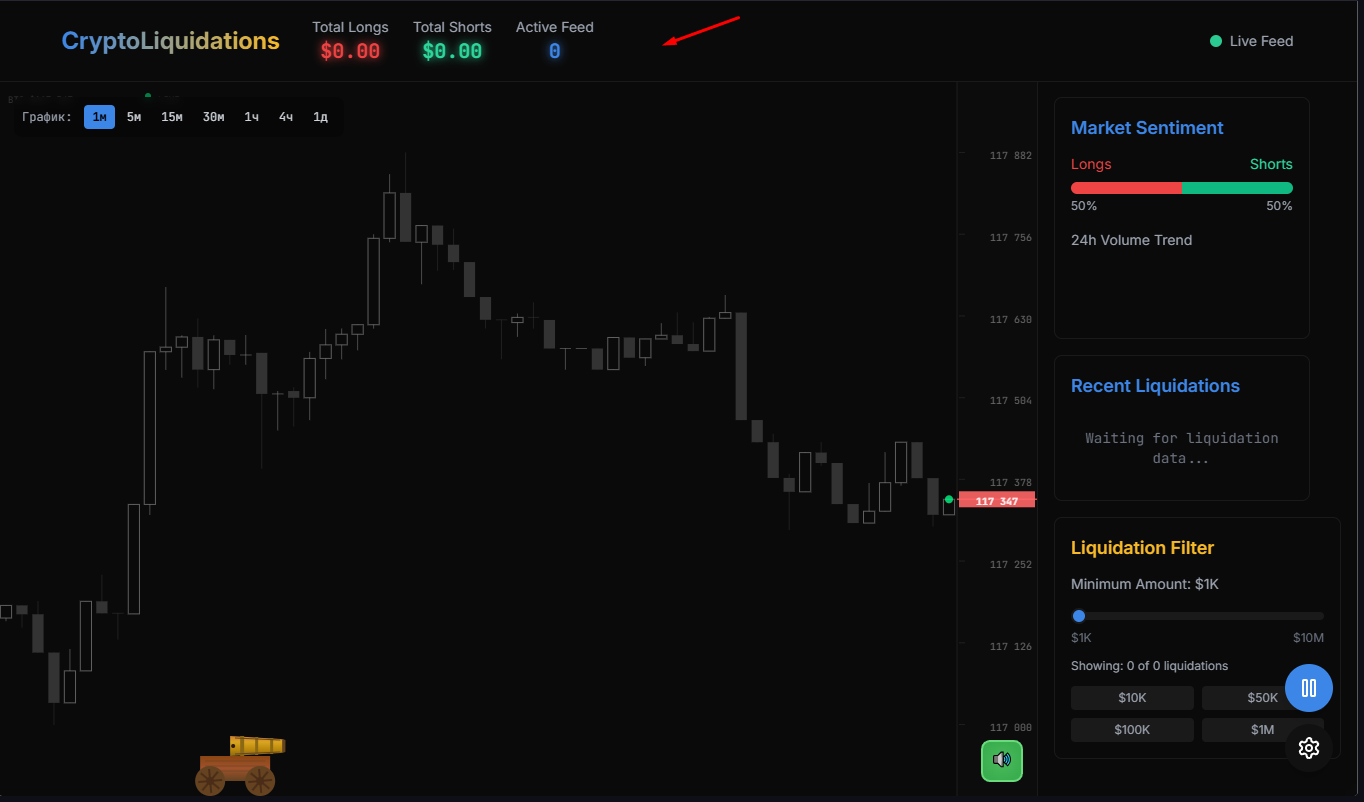 CryptoLiquidations
Total Longs
$0.00
Total Shorts
$0.00
Active Feed
0
Live Feed
График: 1м 5м 15м 30м 1ч 4ч 1д
117 882
117 756
117 630
117 504
117 378
117 347
117 252
117 126
117 000
Market Sentiment
Longs Shorts
50% 50%
24h Volume Trend
Recent Liquidations
Waiting for liquidation
data...
Liquidation Filter
Minimum Amount: $1K
$1K $10M
Showing: 0 of 0 liquidations
$10K $50K
$100K $1M